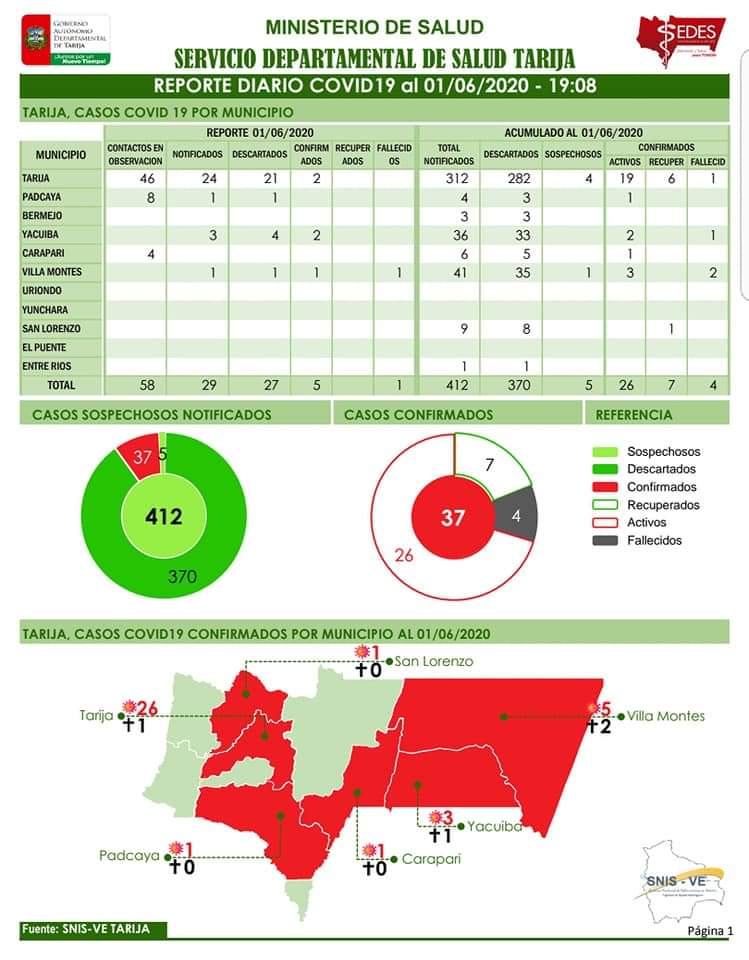 GOBIERNO
AUTÓNOMO
DEPARTAMENTAL
DE TARIJA
MINISTERIO DE SALUD
SERVICIO DEPARTAMENTAL DE SALUD TARIJA
SEDES
REPORTE DIARIO COVID19 al 01/06/2020 - 19:08
TARIJA, CASOS COVID 19 POR MUNICIPIO
REPORTE 01/06/2020 ACUMULADO AL 01/06/2020
MUNICIPIO CONTACTOS EN OBSERVACION NOTIFICADOS DESCARTADOS CONFIRMADOS RECUPERADOS FALLECIDOS TOTAL NOTIFICADOS DESCARTADOS SOSPECHOSOS CONFIRMADOS
ACTIVOS RECUPER FALLECID
TARIJA 46 24 21 2 312 282 4 19 6 1
PADCAYA 8 1 1 4 3 1
BERMEJO 3 3
YACUIBA 3 4 2 36 33 2 1
CARAPARI 4 6 5 1
VILLA MONTES 1 1 1 1 41 35 1 3 2
URIONDO
YUNCHARA
SAN LORENZO 9 8 1
EL PUENTE
ENTRE RIOS 1 1
TOTAL 58 29 27 5 1 412 370 5 26 7 4
CASOS SOSPECHOSOS NOTIFICADOS CASOS CONFIRMADOS REFERENCIA
37 5
412
370
7
37
4
26
Sospechosos
Descartados
Confirmados
Recuperados
Activos
Fallecidos
TARIJA, CASOS COVID19 CONFIRMADOS POR MUNICIPIO AL 01/06/2020
1
0 San Lorenzo
Tarija 26
1
5
2 Villa Montes
3
1 Yacuiba
Padcaya 1
0
1
0 Carapari
SNIS - VE
Fuente: SNIS-VE TARIJA
Página 1